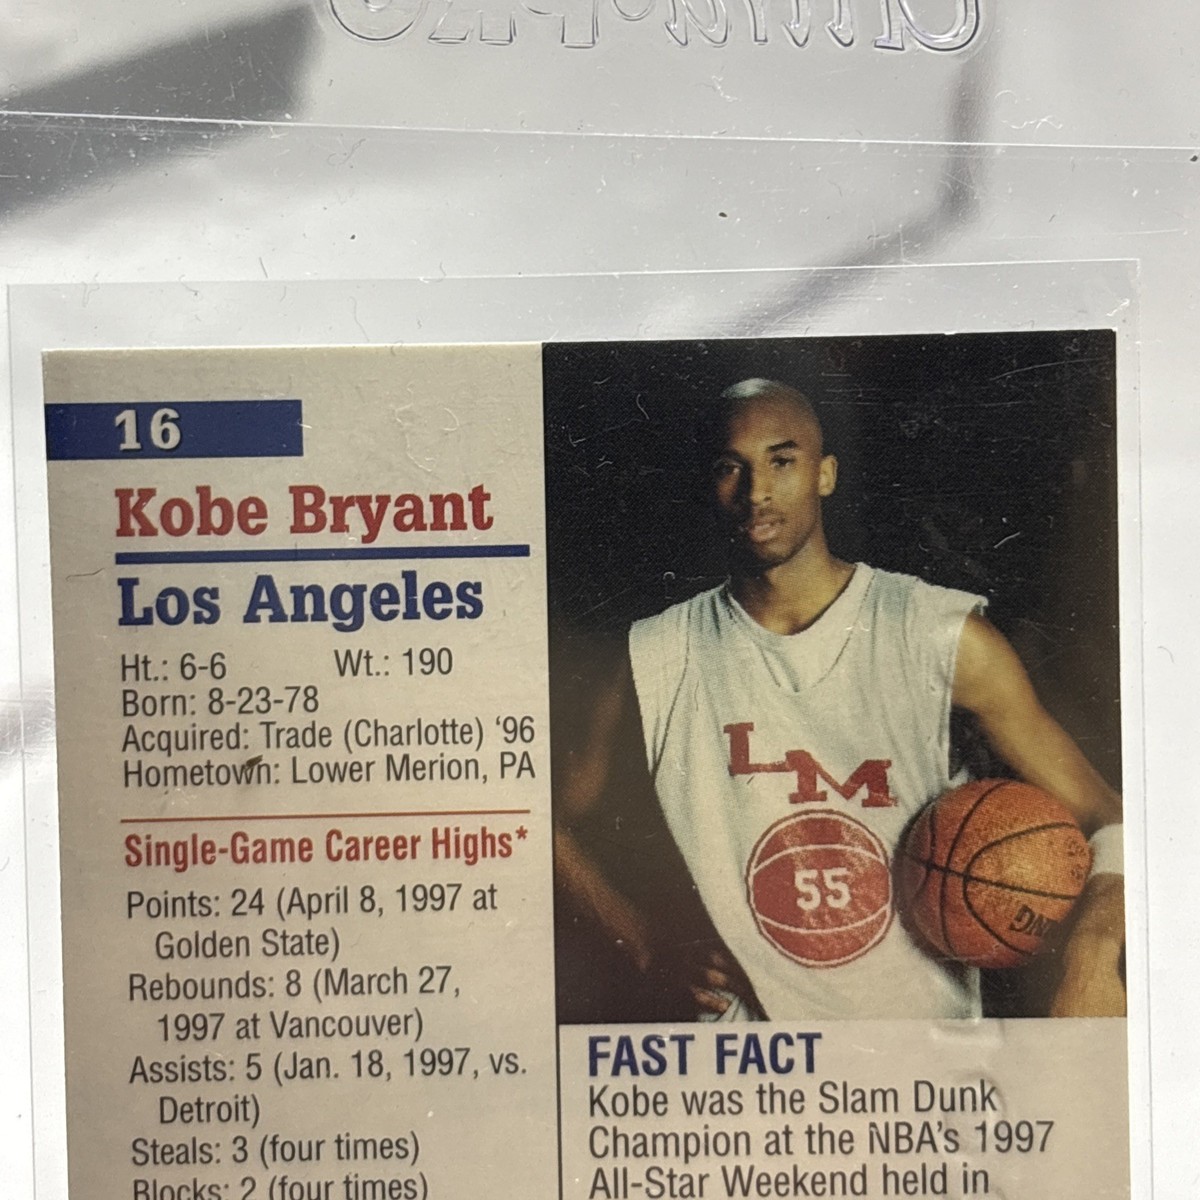 16
Kobe Bryant
Los Angeles
Ht.: 6-6 Wt.: 190
Born: 8-23-78
Acquired: Trade (Charlotte) ‘96
Hometown: Lower Merion, PA
Single-Game Career Highs*
Points: 24 (April 8, 1997 at
Golden State)
Rebounds: 8 (March 27,
1997 at Vancouver)
Assists: 5 (Jan. 18, 1997, vs.
Detroit)
Steals: 3 (four times)
Blocks: 2 (four times)
LM
55
FAST FACT
Kobe was the Slam Dunk
Champion at the NBA’s 1997
All-Star Weekend held in